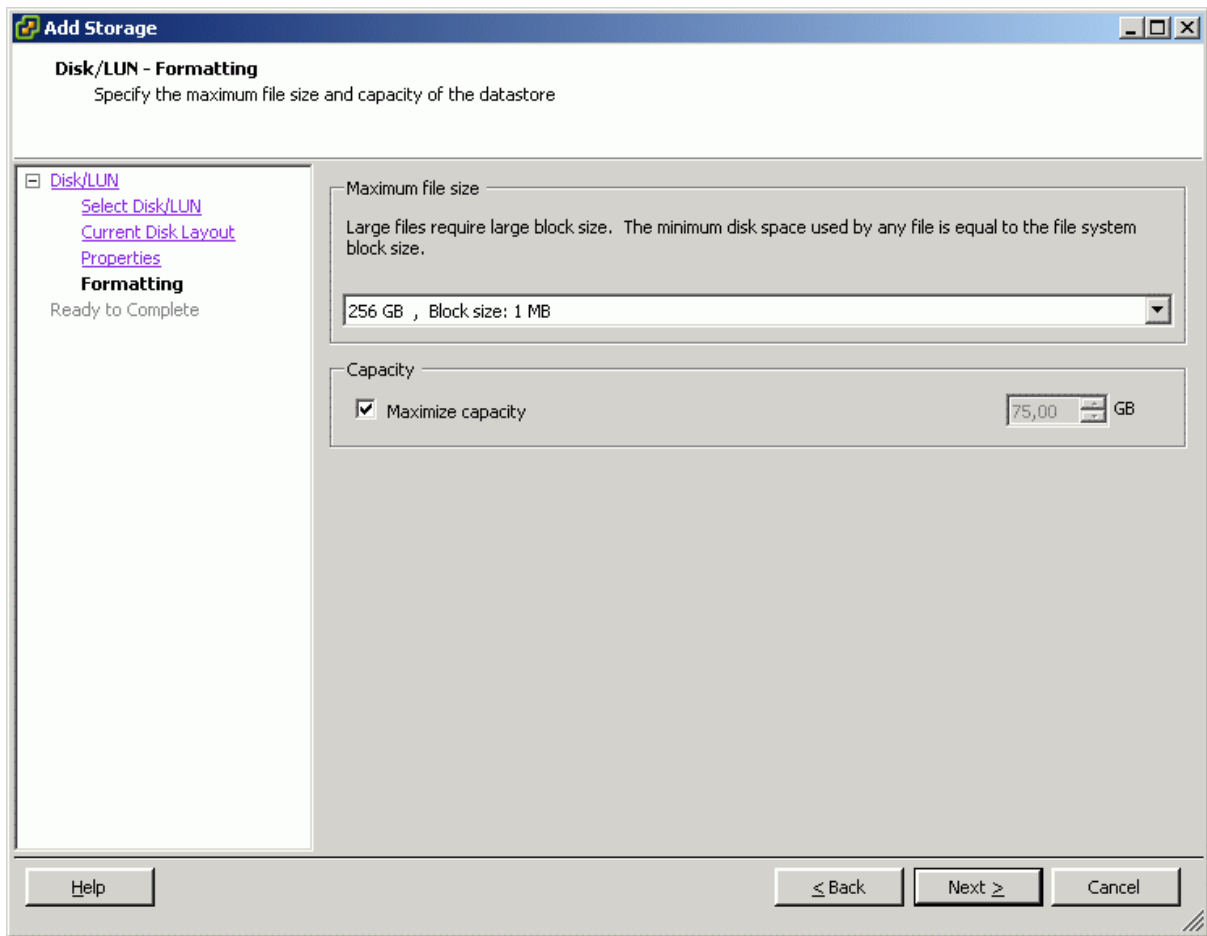 Add Storage
Disk/LUN - Formatting
Specify the maximum file size and capacity of the datastore
Disk/LUN
Select Disk/LUN
Current Disk Layout
Properties
Formatting
Ready to Complete
Maximum file size
Large files require large block size. The minimum disk space used by any file is equal to the file system
block size.
256 GB , Block size: 1 MB
Capacity
Maximize capacity
75,00 GB
Help
< Back
Next >
Cancel